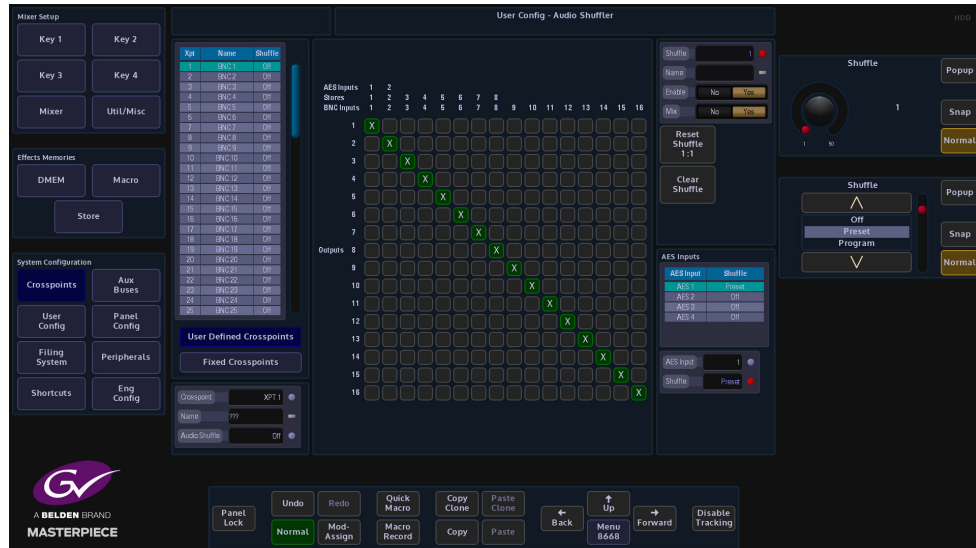 Mixer Setup
Key 1 Key 2
Key 3 Key 4
Mixer Util/Misc
Effects Memories
DMEM Macro
Store
System Configuration
Crosspoints Aux Buses
User Config Panel Config
Filing System Peripherals
Shortcuts Eng Config
GV
A BELDEN BRAND
MASTERPIECE
User Config - Audio Shuffler
HDD
Xpt Name Shuffle
1 BNC 1 Off
2 BNC 2 Off
3 BNC 3 Off
4 BNC 4 Off
5 BNC 5 Off
6 BNC 6 Off
7 BNC 7 Off
8 BNC 8 Off
9 BNC 9 Off
10 BNC 10 Off
11 BNC 11 Off
12 BNC 12 Off
13 BNC 13 Off
14 BNC 14 Off
15 BNC 15 Off
16 BNC 16 Off
17 BNC 17 Off
18 BNC 18 Off
19 BNC 19 Off
20 BNC 20 Off
21 BNC 21 Off
22 BNC 22 Off
23 BNC 23 Off
24 BNC 24 Off
25 BNC 25 Off
User Defined Crosspoints
Fixed Crosspoints
Crosspoint XPT 1
Name ???
Audio Shuffle Off
AES Inputs 1 2
Stores 1 2 3 4 5 6 7 8
BNC Inputs 1 2 3 4 5 6 7 8 9 10 11 12 13 14 15 16
1 X
2 X
3 X
4 X
5 X
6 X
7 X
Outputs 8 X
9 X
10 X
11 X
12 X
13 X
14 X
15 X
16 X
Shuffle 1
Name
Enable No Yes
Mix No Yes
Reset Shuffle 1:1
Clear Shuffle
AES Inputs
AES Input Shuffle
AES 1 Preset
AES 2 Off
AES 3 Off
AES 4 Off
AES Input 1
Shuffle Preset
Shuffle
1
1 50
Popup
Snap
Normal
Shuffle
Off
Preset
Program
Popup
Snap
Normal
Panel Lock
Undo Redo
Normal Mod-Assign
Quick Macro
Macro Record
Copy Clone Paste Clone
Copy Paste
← Back
↑ Up
Menu 8668
→ Forward
Disable Tracking